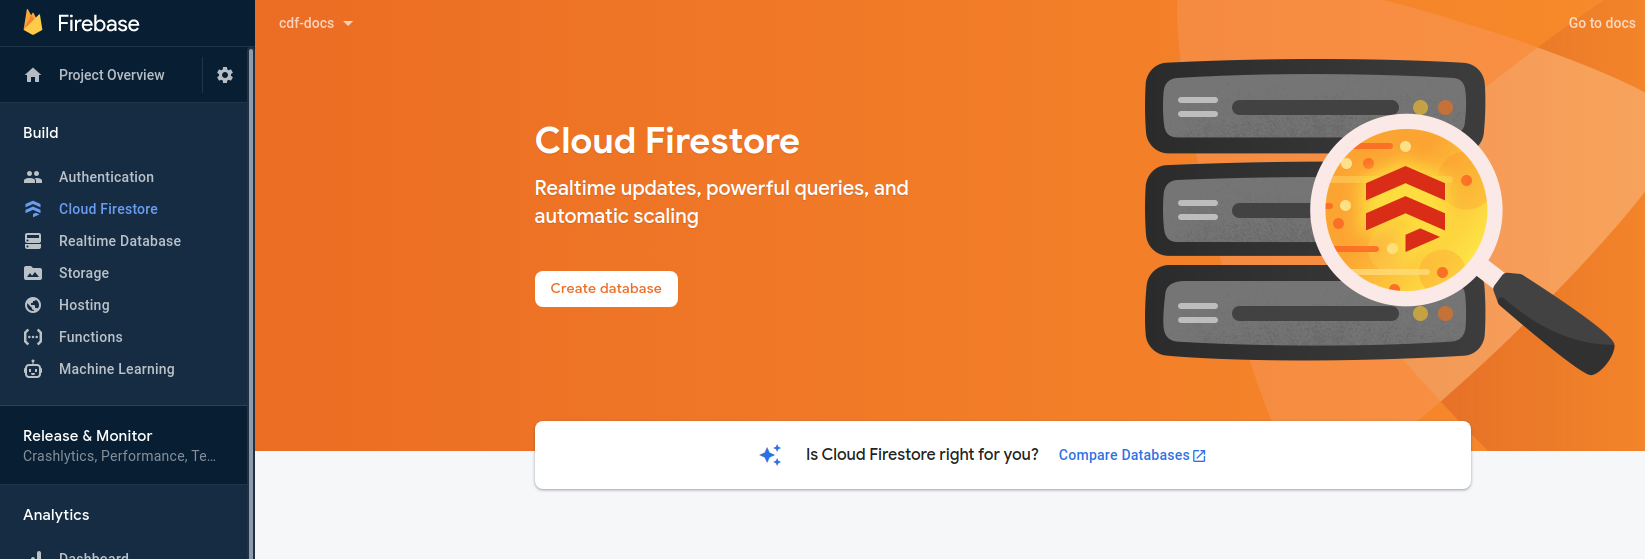 Firebase
cdf-docs
Go to docs
Project Overview
Build
Authentication
Cloud Firestore
Realtime Database
Storage
Hosting
Functions
Machine Learning
Release & Monitor
Crashlytics, Performance, Te...
Analytics
Dashboard
Cloud Firestore
Realtime updates, powerful queries, and
automatic scaling
Create database
Is Cloud Firestore right for you? Compare Databases